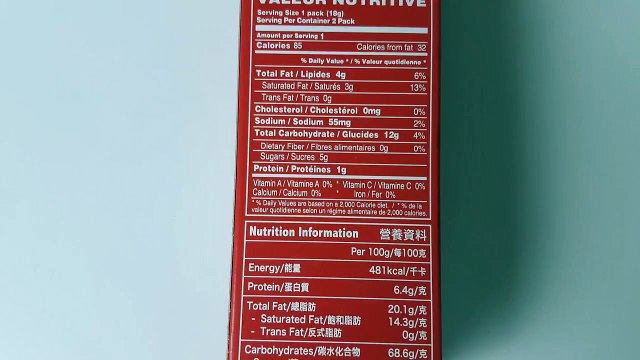 VALEUR NUTRITIVE
Serving Size 1 pack (18g)
Serving Per Container 2 Pack
Amount per Serving 1
Calories 85 Calories from fat 32
% Daily Value * / % Valeur quotidienne *
Total Fat / Lipides 4g 6%
Saturated Fat / Saturés 3g 13%
Trans Fat / Trans 0g
Cholesterol / Cholestérol 0mg 0%
Sodium / Sodium 55mg 2%
Total Carbohydrate / Glucides 12g 4%
Dietary Fiber / Fibres alimentaires 0g 0%
Sugars / Sucres 5g
Protein / Protéines 1g
Vitamin A / Vitamine A 0% * Vitamin C / Vitamine C 0%
Calcium / Calcium 0% * Iron / Fer 0%
* % Daily Values are based on a 2,000 Calorie diet. / * % de la
valeur quotidienne selon un régime alimentaire de 2,000 calories.
Nutrition Information 營養資料
Per 100g/每100克
Energy/能量 481kcal/千卡
Protein/蛋白質 6.4g/克
Total Fat/總脂肪 20.1g/克
- Saturated Fat/飽和脂肪 14.3g/克
- Trans Fat/反式脂肪 0g/克
Carbohydrates/碳水化合物 68.6g/克